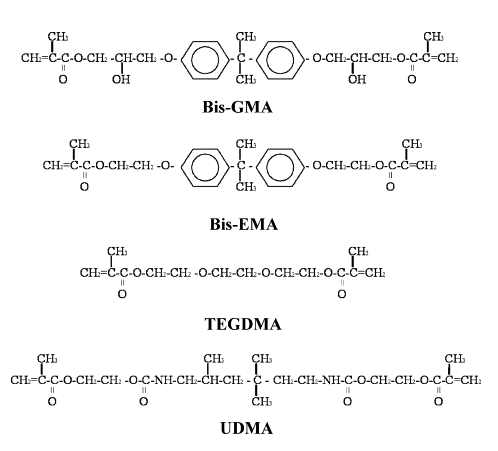 CH₃ CH₃ CH₃
CH₂=C-C-O-CH₂-CH-CH₂-O- -C- -O-CH₂-CH-CH₂-O-C-C=CH₂
O OH CH₃ OH O
Bis-GMA
CH₃ CH₃ CH₃
CH₂=C-C-O-CH₂-CH₂-O- -C- -O-CH₂-CH₂-O-C-C=CH₂
O CH₃ O
Bis-EMA
CH₃ CH₃
CH₂=C-C-O-CH₂-CH₂-O-CH₂-CH₂-O-CH₂-CH₂-O-C-C=CH₂
O O
TEGDMA
CH₃ CH₃ CH₃ CH₃
CH₂=C-C-O-CH₂-CH₂-O-C-NH-CH₂-CH-CH₂-C-CH₂-CH₂-NH-C-O-CH₂-CH₂-O-C-C=CH₂
O O CH₃ O O
UDMA